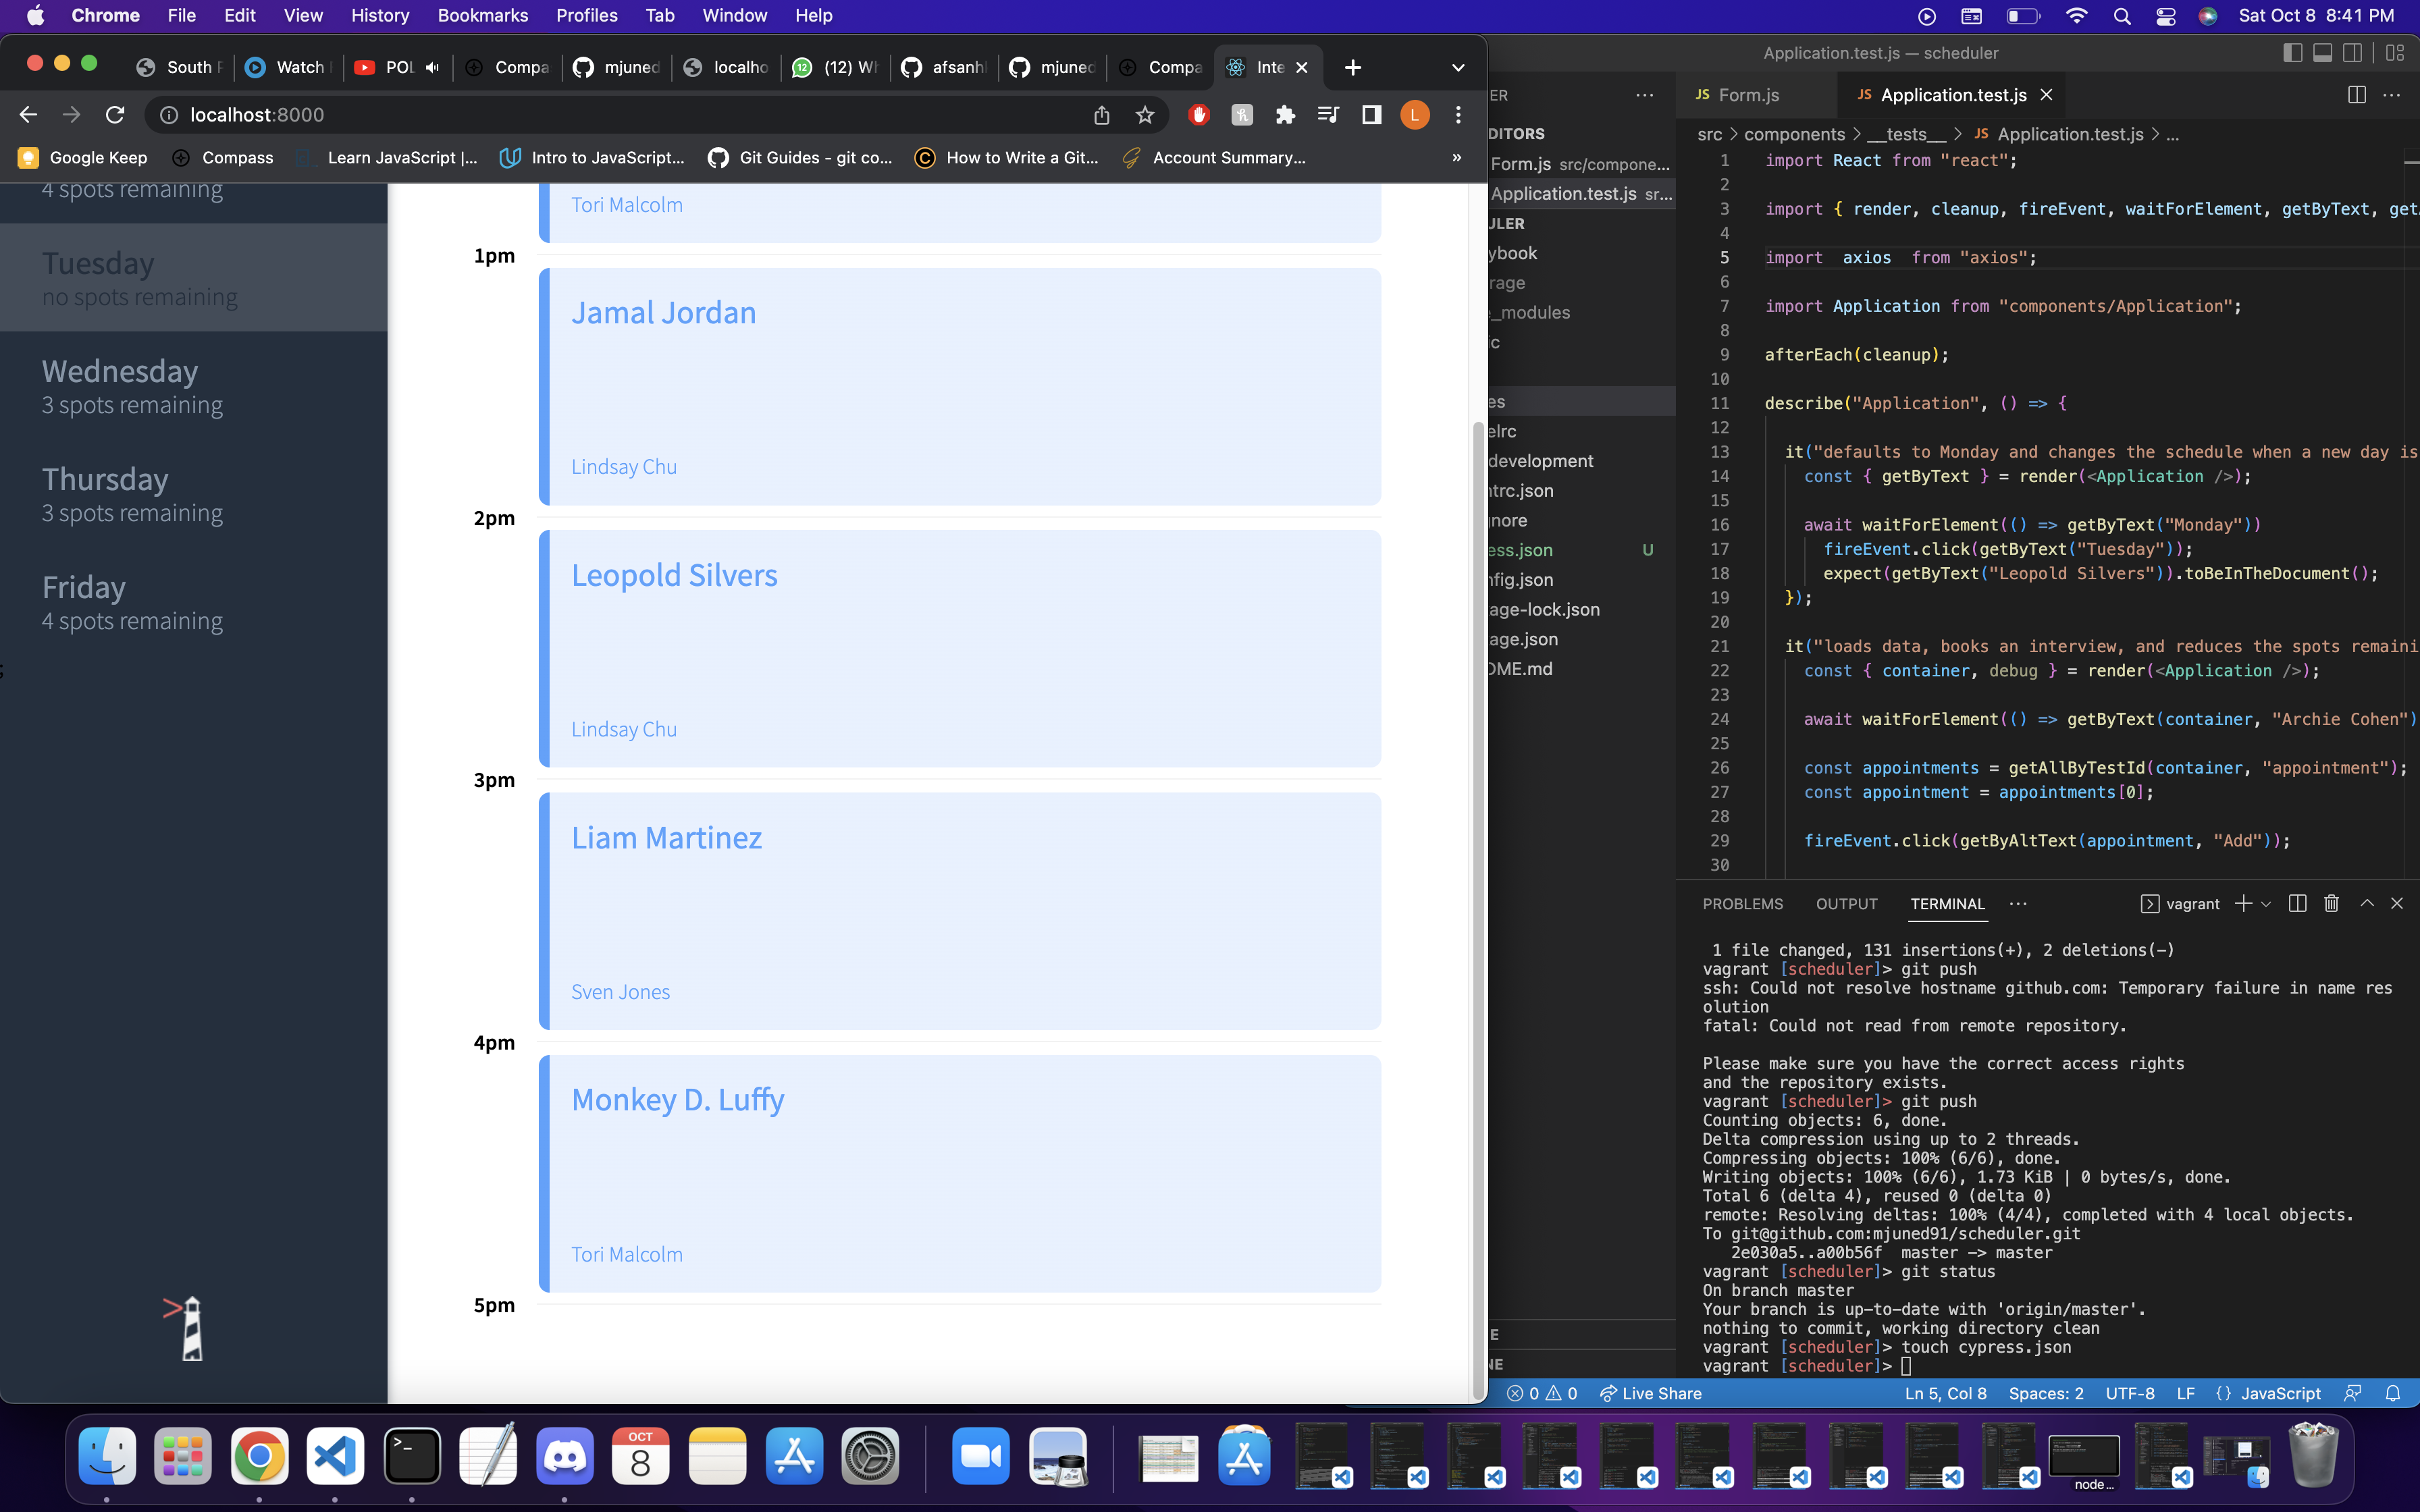 Chrome File Edit View History Bookmarks Profiles Tab Window Help
Sat Oct 8 8:41 PM
South Watch POL Compa mjuned localho (12) Wh afsanh mjuned Compa Inte
localhost:8000
L
Google Keep Compass Learn JavaScript |... Intro to JavaScript... Git Guides - git co... How to Write a Git... Account Summary... »
4 spots remaining
Tuesday
no spots remaining
Wednesday
3 spots remaining
Thursday
3 spots remaining
Friday
4 spots remaining
;
Tori Malcolm
1pm
Jamal Jordan
Lindsay Chu
2pm
Leopold Silvers
Lindsay Chu
3pm
Liam Martinez
Sven Jones
4pm
Monkey D. Luffy
Tori Malcolm
5pm
Application.test.js — scheduler
ER ...
DITORS
Form.js src/compone...
Application.test.js sr...
ULER
ybook
rage
e_modules
ic
es
elrc
development
ntrc.json
nore
ess.json U
nfig.json
age-lock.json
age.json
OME.md
E
NE
JS Form.js JS Application.test.js
src > components > __tests__ > JS Application.test.js > ...
1 import React from "react";
2
3 import { render, cleanup, fireEvent, waitForElement, getByText, get
4
5 import  axios  from "axios";
6
7 import Application from "components/Application";
8
9 afterEach(cleanup);
10
11 describe("Application", () => {
12
13 it("defaults to Monday and changes the schedule when a new day is
14 const { getByText } = render(<Application />);
15
16 await waitForElement(() => getByText("Monday"))
17 fireEvent.click(getByText("Tuesday"));
18 expect(getByText("Leopold Silvers")).toBeInTheDocument();
19 });
20
21 it("loads data, books an interview, and reduces the spots remaini
22 const { container, debug } = render(<Application />);
23
24 await waitForElement(() => getByText(container, "Archie Cohen")
25
26 const appointments = getAllByTestId(container, "appointment");
27 const appointment = appointments[0];
28
29 fireEvent.click(getByAltText(appointment, "Add"));
30
PROBLEMS OUTPUT TERMINAL ... vagrant
1 file changed, 131 insertions(+), 2 deletions(-)
vagrant [scheduler]> git push
ssh: Could not resolve hostname github.com: Temporary failure in name res
olution
fatal: Could not read from remote repository.
Please make sure you have the correct access rights
and the repository exists.
vagrant [scheduler]> git push
Counting objects: 6, done.
Delta compression using up to 2 threads.
Compressing objects: 100% (6/6), done.
Writing objects: 100% (6/6), 1.73 KiB | 0 bytes/s, done.
Total 6 (delta 4), reused 0 (delta 0)
remote: Resolving deltas: 100% (4/4), completed with 4 local objects.
To git@github.com:mjuned91/scheduler.git
2e030a5..a00b56f  master -> master
vagrant [scheduler]> git status
On branch master
Your branch is up-to-date with 'origin/master'.
nothing to commit, working directory clean
vagrant [scheduler]> touch cypress.json
vagrant [scheduler]>
0 0 Live Share Ln 5, Col 8 Spaces: 2 UTF-8 LF {} JavaScript
OCT
8
node...